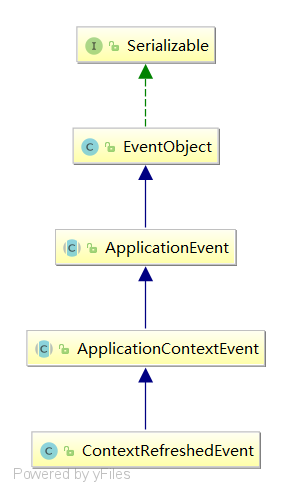 I Serializable
C EventObject
C ApplicationEvent
C ApplicationContextEvent
C ContextRefreshedEvent
Powered by yFiles